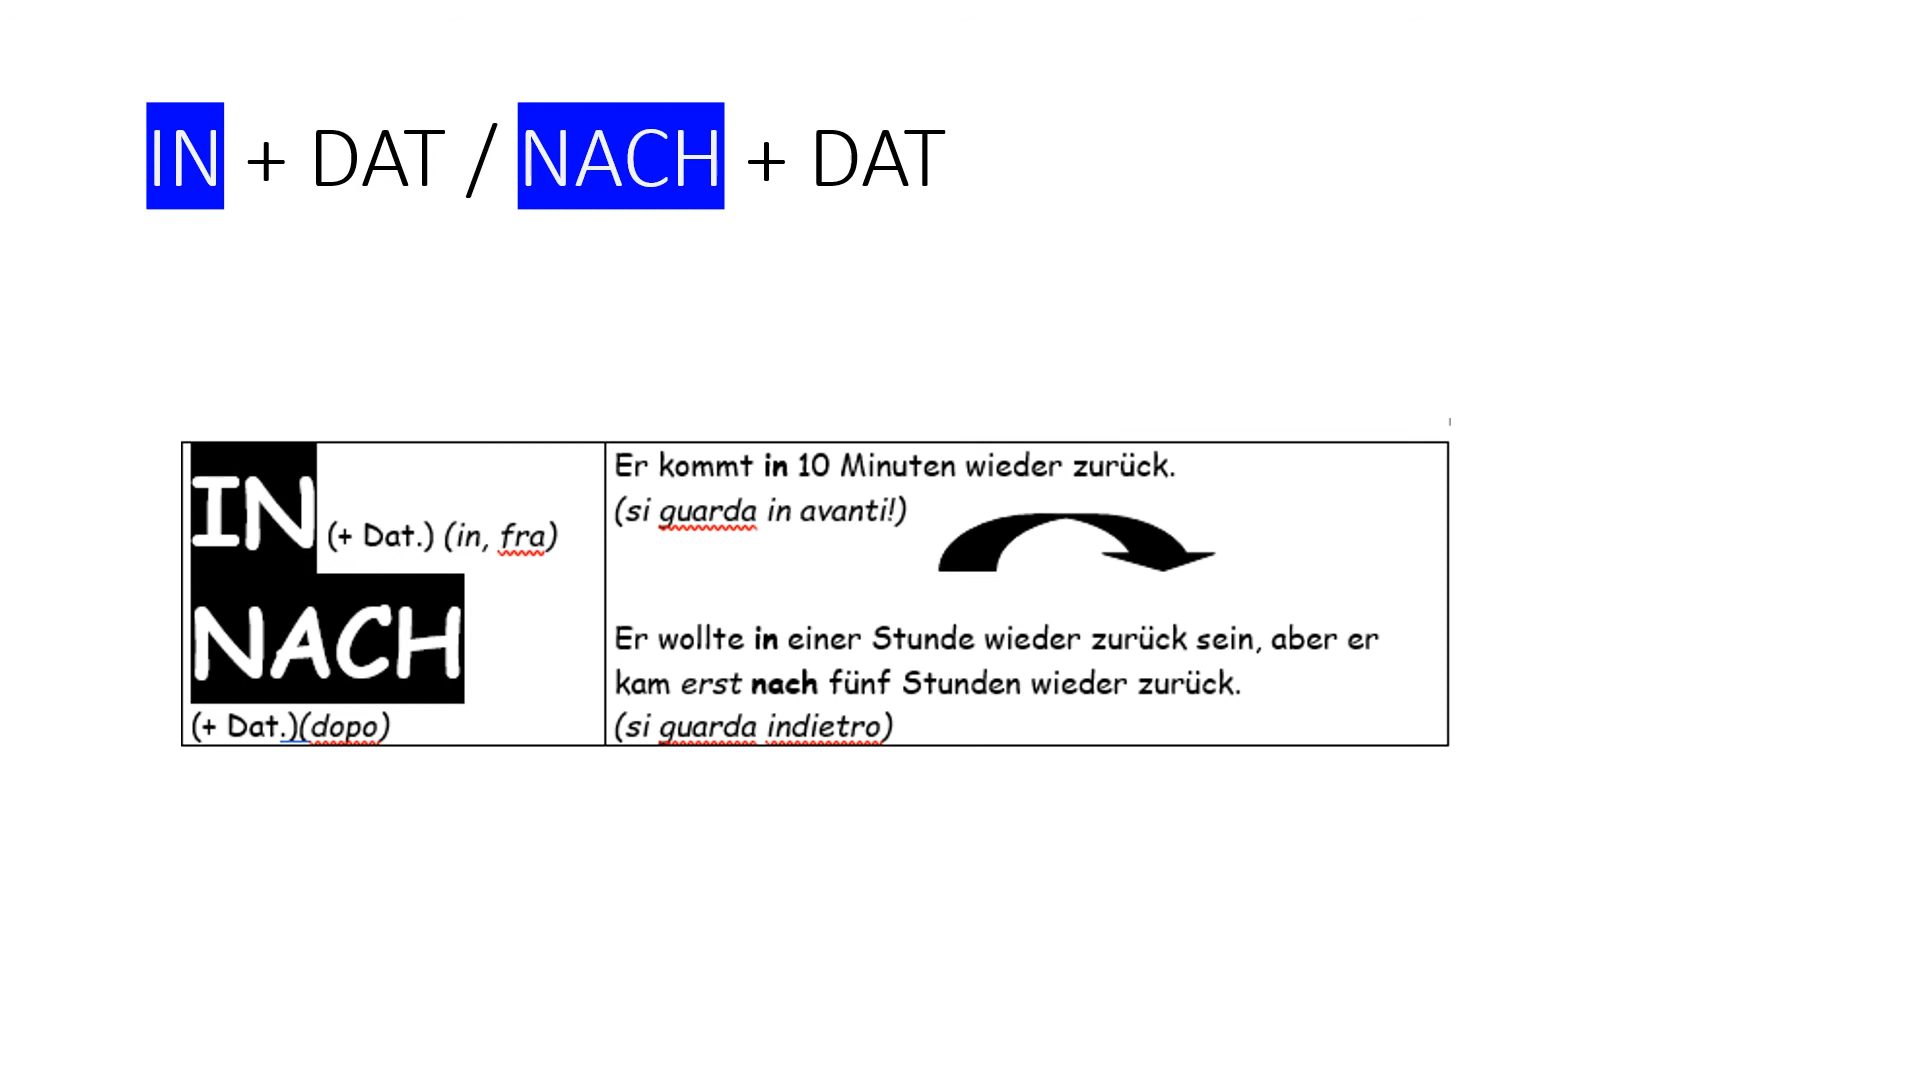 IN + DAT / NACH + DAT
IN (+ Dat.) (in, fra)
NACH
(+ Dat.)(dopo)
Er kommt in 10 Minuten wieder zurück.
(si guarda in avanti!)
Er wollte in einer Stunde wieder zurück sein, aber er
kam erst nach fünf Stunden wieder zurück.
(si guarda indietro)